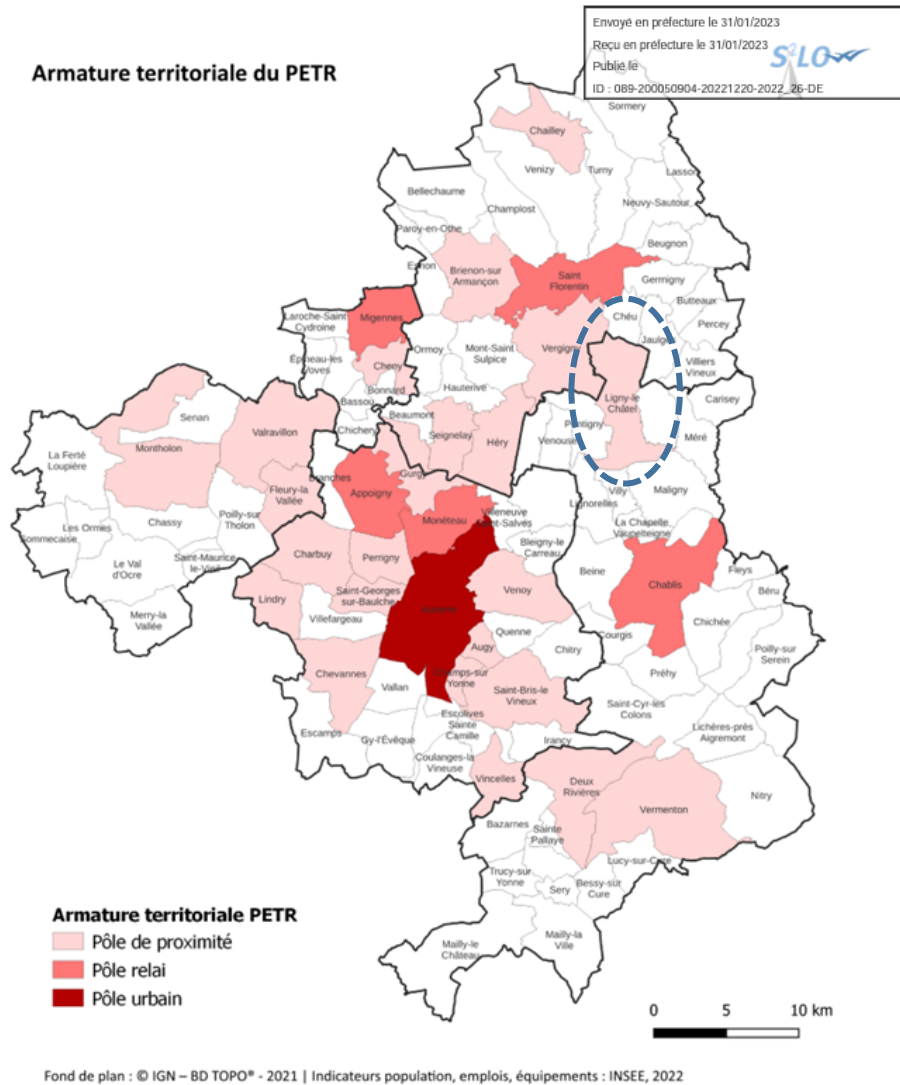 Envoyé en préfecture le 31/01/2023
Reçu en préfecture le 31/01/2023
Publié le
S²LO
ID : 089-200050904-20221220-2022_26-DE
Armature territoriale du PETR
Sormery
Chailley
Venizy
Turny
Lasson
Bellechaume
Champlost
Neuvy-Sautour
Paroy-en-Othe
Beugnon
Brienon-sur
Armançon
Saint
Florentin
Germigny
Butteaux
Migennes
Laroche-Saint
Cydroine
Chéu
Percey
Ormoy
Mont-Saint
Sulpice
Vergigny
Jaulges
Épineau-les
Voves
Cheny
Villiers
Vineux
Bonnard
Hauterive
Bassou
Ligny-le
Châtel
Carisey
Senan
Beaumont
Pontigny
Valravillon
Chichery
Seignelay
Héry
Venouse
Méré
Montholon
La Ferté
Loupière
Branches
Gurgy
Fleury-la
Vallée
Appoigny
Villy
Maligny
Lignorelles
Les Ormes
Chassy
Poilly-sur
Tholon
Monéteau
Villeneuve
Saint-Salves
La Chapelle
Vaupelteigne
Sommecaise
Bleigny-le
Carreau
Saint-Maurice
le-Vieil
Charbuy
Perrigny
Le Val
d'Ocre
Beine
Fleys
Chablis
Venoy
Béru
Lindry
Saint-Georges
sur-Baulche
Merry-la
Vallée
Villefargeau
Chichée
Quenne
Courgis
Augy
Chitry
Poilly-sur
Serein
Chevannes
Champs-sur
Yonne
Préhy
Vallan
Saint-Bris-le
Vineux
Saint-Cyr-les
Colons
Escolives
Sainte
Camille
Lichères-près
Aigremont
Escamps
Gy-l'Évêque
Irancy
Coulanges-la
Vineuse
Vincelles
Deux
Rivières
Nitry
Vermenton
Bazarnes
Sainte
Pallaye
Lucy-sur-Cure
Trucy-sur
Yonne
Sery
Bessy-sur
Cure
Mailly-la
Ville
Mailly-le
Château
Armature territoriale PETR
Pôle de proximité
Pôle relai
Pôle urbain
0 5 10 km
Fond de plan : © IGN – BD TOPO® - 2021 | Indicateurs population, emplois, équipements : INSEE, 2022